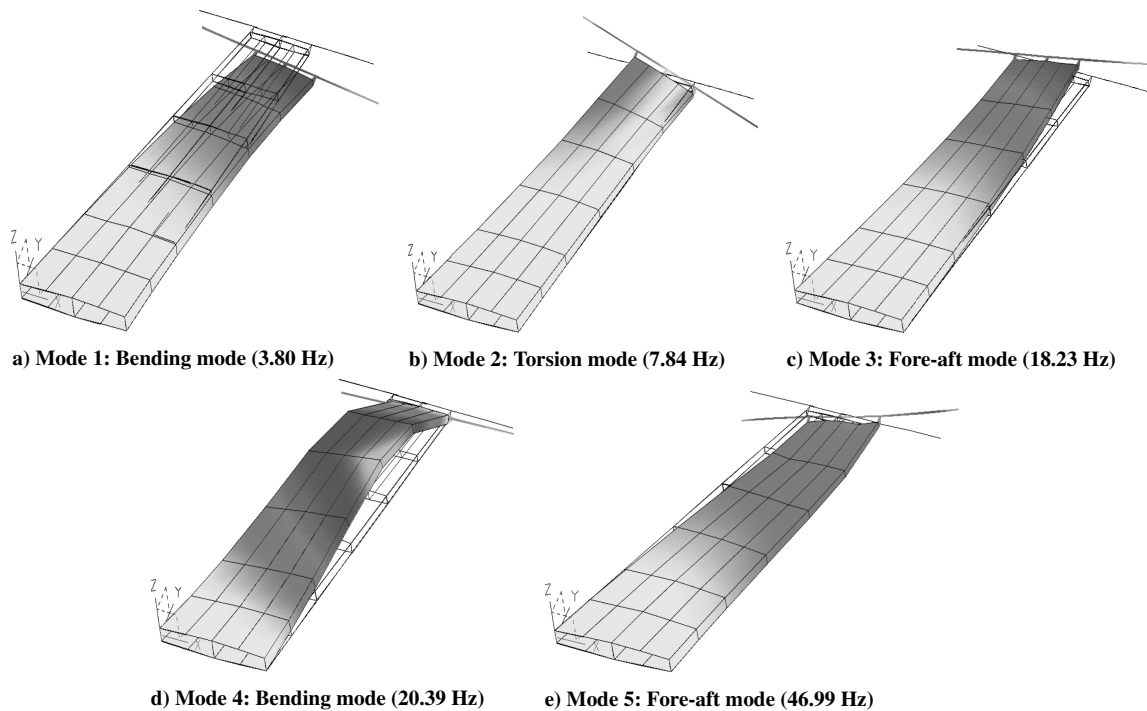 Z Y
X
a) Mode 1: Bending mode (3.80 Hz)
Z Y
X
b) Mode 2: Torsion mode (7.84 Hz)
Z Y
X
c) Mode 3: Fore-aft mode (18.23 Hz)
Z Y
X
d) Mode 4: Bending mode (20.39 Hz)
Z Y
X
e) Mode 5: Fore-aft mode (46.99 Hz)